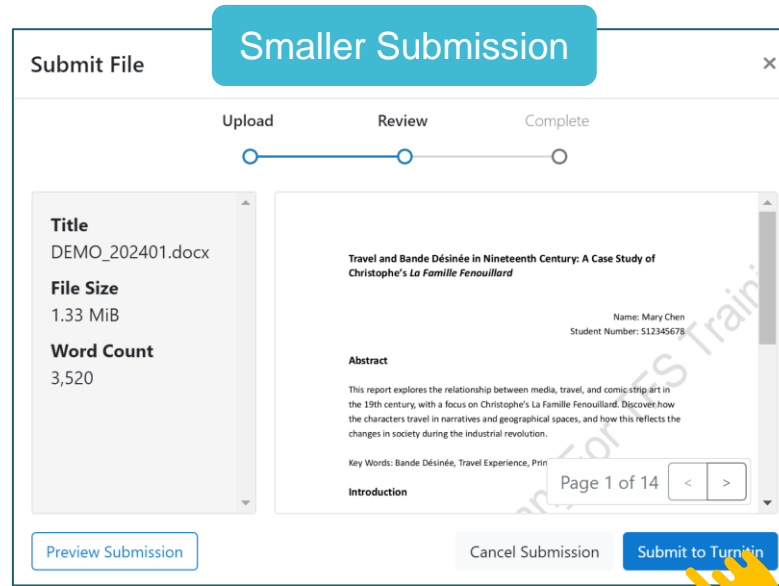 Smaller Submission
Submit File
×
Upload Review Complete
Title
DEMO_202401.docx
File Size
1.33 MiB
Word Count
3,520
Travel and Bande Désinée in Nineteenth Century: A Case Study of
Christophe's La Famille Fenouillard
Name: Mary Chen
Student Number: S12345678
Abstract
This report explores the relationship between media, travel, and comic strip art in
the 19th century, with a focus on Christophe's La Famille Fenouillard. Discover how
the characters travel in narratives and geographical spaces, and how this reflects the
changes in society during the industrial revolution.
Key Words: Bande Désinée, Travel Experience,
Introduction
For TFS
Page 1 of 14 < >
Preview Submission
Cancel Submission
Submit to Turnitin